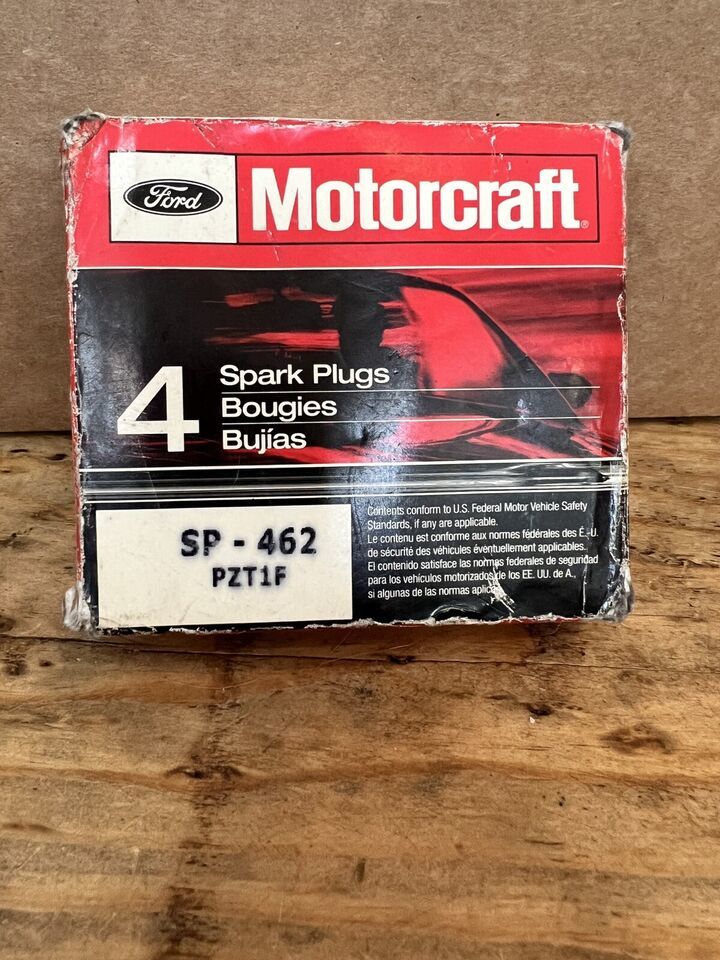 Ford
Motorcraft®
4
Spark Plugs
Bougies
Bujías
SP - 462
PZT1F
Contents conform to U.S. Federal Motor Vehicle Safety
Standards, if any are applicable.
Le contenu est conforme aux normes fédérales des É.-U.
de sécurité des véhicules éventuellement applicables.
El contenido satisface las normas federales de seguridad
para los vehículos motorizados de los EE. UU. de A.,
si algunas de las normas aplica